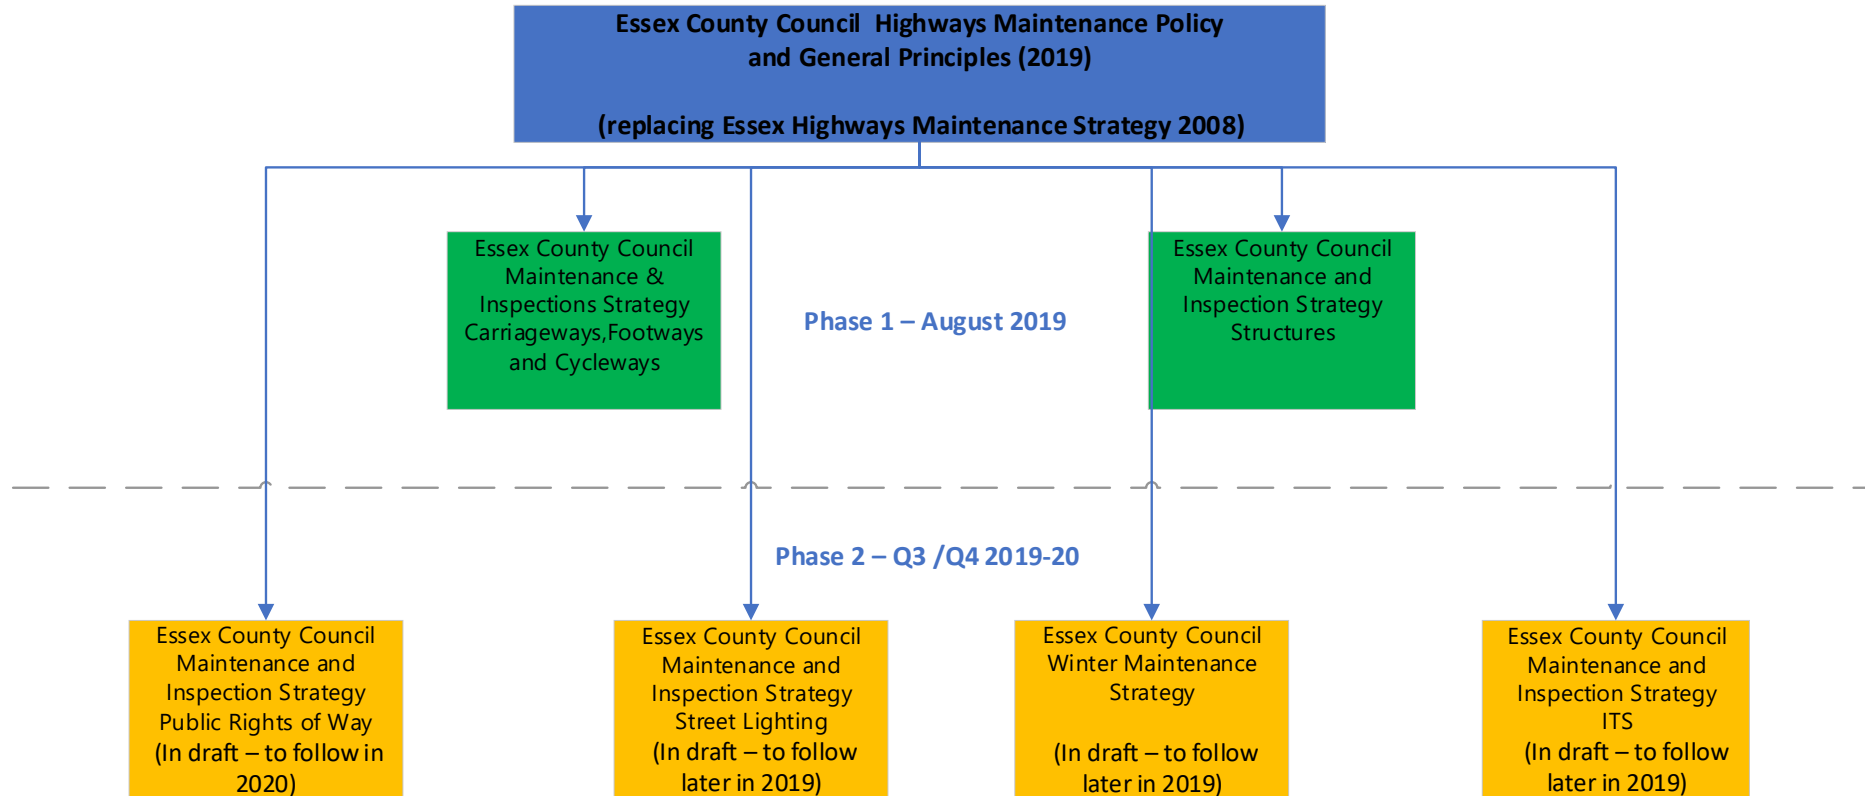 Essex County Council Highways Maintenance Policy
and General Principles (2019)
(replacing Essex Highways Maintenance Strategy 2008)
Essex County Council
Maintenance &
Inspections Strategy
Carriageways,Footways
and Cycleways
Essex County Council
Maintenance and
Inspection Strategy
Structures
Phase 1 – August 2019
Phase 2 – Q3 /Q4 2019-20
Essex County Council
Maintenance and
Inspection Strategy
Public Rights of Way
(In draft – to follow in
2020)
Essex County Council
Maintenance and
Inspection Strategy
Street Lighting
(In draft – to follow
later in 2019)
Essex County Council
Winter Maintenance
Strategy
(In draft – to follow
later in 2019)
Essex County Council
Maintenance and
Inspection Strategy
ITS
(In draft – to follow
later in 2019)